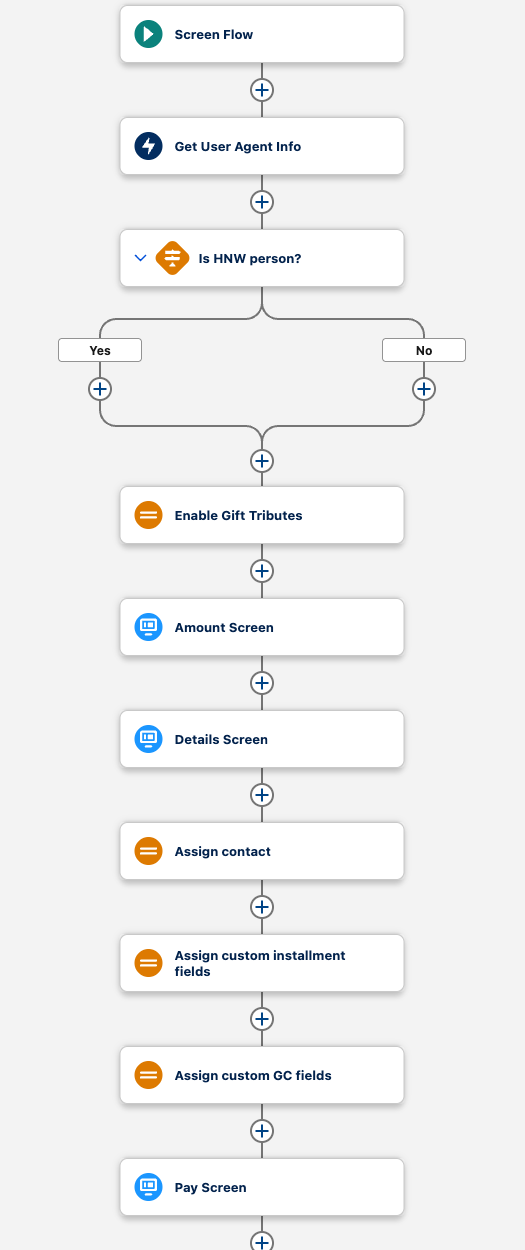 Screen Flow
Get User Agent Info
Is HNW person?
Yes
No
Enable Gift Tributes
Amount Screen
Details Screen
Assign contact
Assign custom installment
fields
Assign custom GC fields
Pay Screen